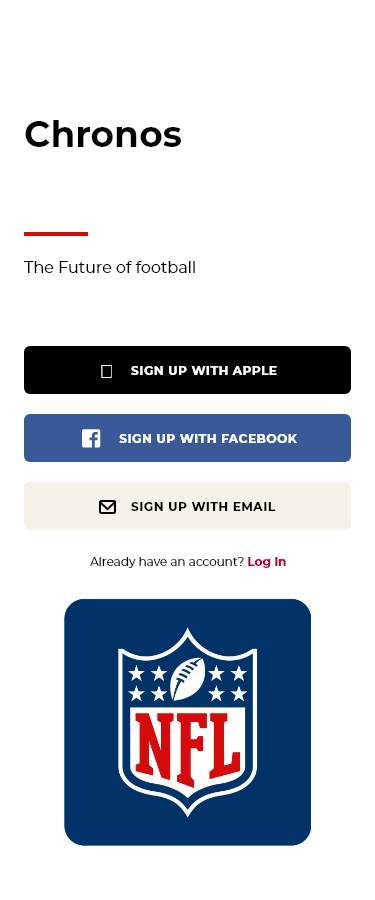 Chronos
The Future of football
SIGN UP WITH APPLE
SIGN UP WITH FACEBOOK
SIGN UP WITH EMAIL
Already have an account? Log In
NFL